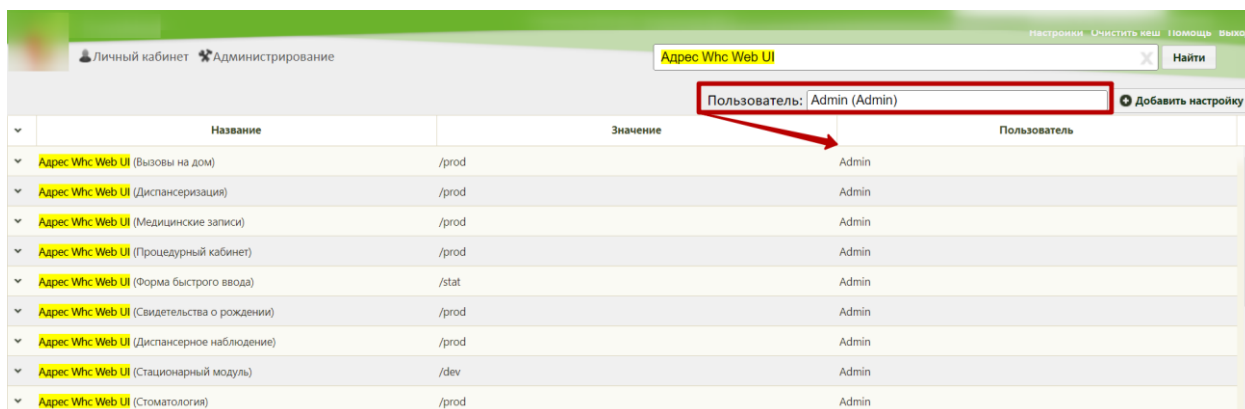 Настройки Очистить кеш Помощь Выхо
Личный кабинет Администрирование
Адрес Whc Web UI X Найти
Пользователь: Admin (Admin) Добавить настройку
Название Значение Пользователь
Адрес Whc Web UI (Вызовы на дом) /prod Admin
Адрес Whc Web UI (Диспансеризация) /prod Admin
Адрес Whc Web UI (Медицинские записи) /prod Admin
Адрес Whc Web UI (Процедурный кабинет) /prod Admin
Адрес Whc Web UI (Форма быстрого ввода) /stat Admin
Адрес Whc Web UI (Свидетельства о рождении) /prod Admin
Адрес Whc Web UI (Диспансерное наблюдение) /prod Admin
Адрес Whc Web UI (Стационарный модуль) /dev Admin
Адрес Whc Web UI (Стоматология) /prod Admin